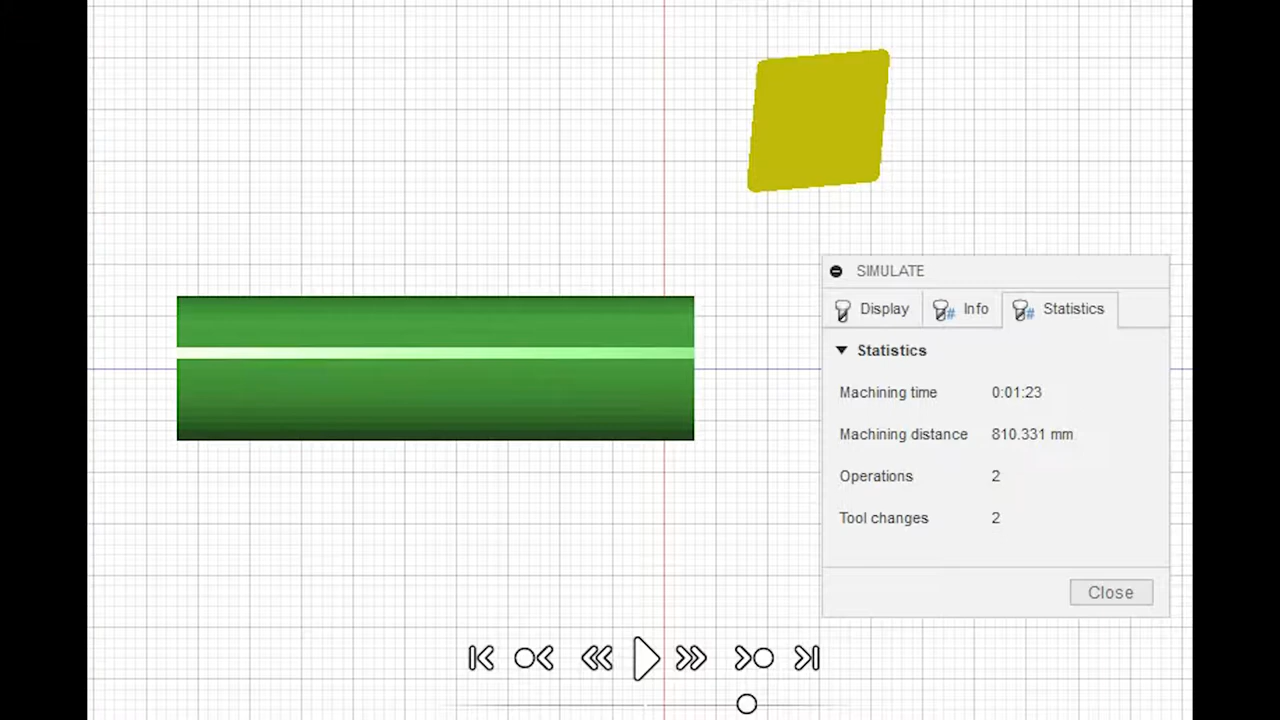 SIMULATE
Display Info Statistics
Statistics
Machining time 0:01:23
Machining distance 810.331 mm
Operations 2
Tool changes 2
Close